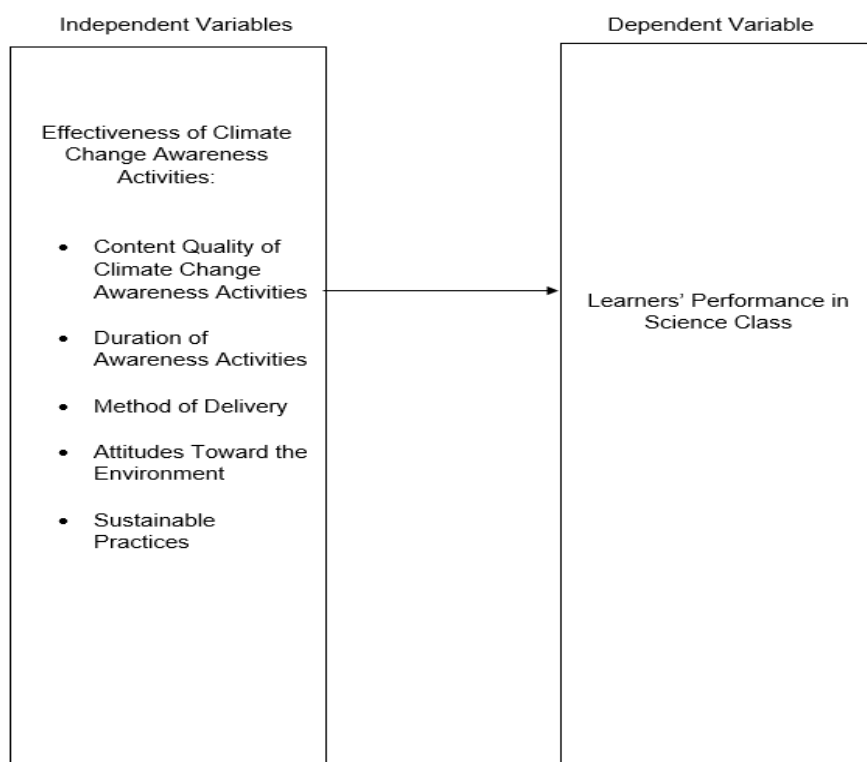 Independent Variables
Effectiveness of Climate
Change Awareness
Activities:
• Content Quality of
Climate Change
Awareness Activities
• Duration of
Awareness Activities
• Method of Delivery
• Attitudes Toward the
Environment
• Sustainable
Practices
Dependent Variable
Learners’ Performance in
Science Class